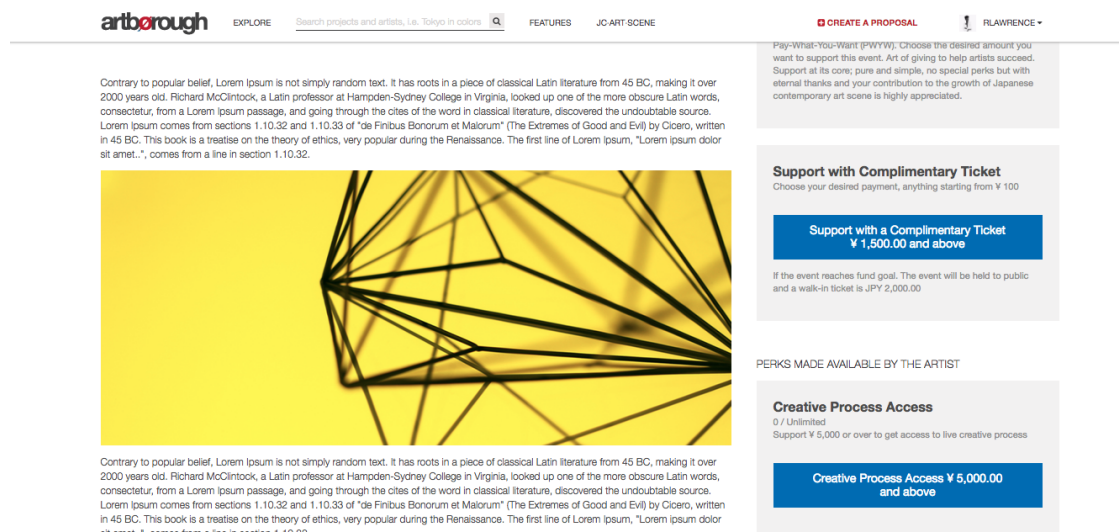 artbørough
EXPLORE
Search projects and artists, i.e. Tokyo in colors
FEATURES
JC-ART-SCENE
CREATE A PROPOSAL
RLAWRENCE
Contrary to popular belief, Lorem Ipsum is not simply random text. It has roots in a piece of classical Latin literature from 45 BC, making it over
2000 years old. Richard McClintock, a Latin professor at Hampden-Sydney College in Virginia, looked up one of the more obscure Latin words,
consectetur, from a Lorem Ipsum passage, and going through the cites of the word in classical literature, discovered the undoubtable source.
Lorem Ipsum comes from sections 1.10.32 and 1.10.33 of "de Finibus Bonorum et Malorum" (The Extremes of Good and Evil) by Cicero, written
in 45 BC. This book is a treatise on the theory of ethics, very popular during the Renaissance. The first line of Lorem Ipsum, "Lorem ipsum dolor
sit amet..", comes from a line in section 1.10.32.
Contrary to popular belief, Lorem Ipsum is not simply random text. It has roots in a piece of classical Latin literature from 45 BC, making it over
2000 years old. Richard McClintock, a Latin professor at Hampden-Sydney College in Virginia, looked up one of the more obscure Latin words,
consectetur, from a Lorem Ipsum passage, and going through the cites of the word in classical literature, discovered the undoubtable source.
Lorem Ipsum comes from sections 1.10.32 and 1.10.33 of "de Finibus Bonorum et Malorum" (The Extremes of Good and Evil) by Cicero, written
in 45 BC. This book is a treatise on the theory of ethics, very popular during the Renaissance. The first line of Lorem Ipsum, "Lorem ipsum dolor
sit amet..", comes from a line in section 1.10.32.
Pay-What-You-Want (PWYW). Choose the desired amount you
want to support this event. Art of giving to help artists succeed.
Support at its core; pure and simple, no special perks but with
eternal thanks and your contribution to the growth of Japanese
contemporary art scene is highly appreciated.
Support with Complimentary Ticket
Choose your desired payment, anything starting from ¥ 100
Support with a Complimentary Ticket
¥ 1,500.00 and above
If the event reaches fund goal. The event will be held to public
and a walk-in ticket is JPY 2,000.00
PERKS MADE AVAILABLE BY THE ARTIST
Creative Process Access
0 / Unlimited
Support ¥ 5,000 or over to get access to live creative process
Creative Process Access ¥ 5,000.00
and above